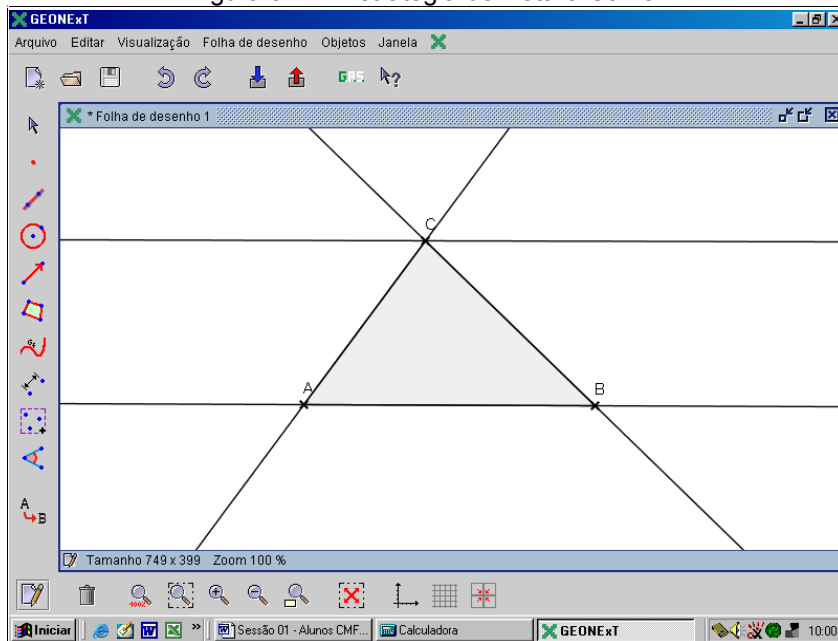 GEONExT
Arquivo Editar Visualização Folha de desenho Objetos Janela
* Folha de desenho 1
C
A
B
A
B
Tamanho 749 x 399 Zoom 100 %
100%
Iniciar » Sessão 01 - Alunos CMF... Calculadora GEONExT 10:00